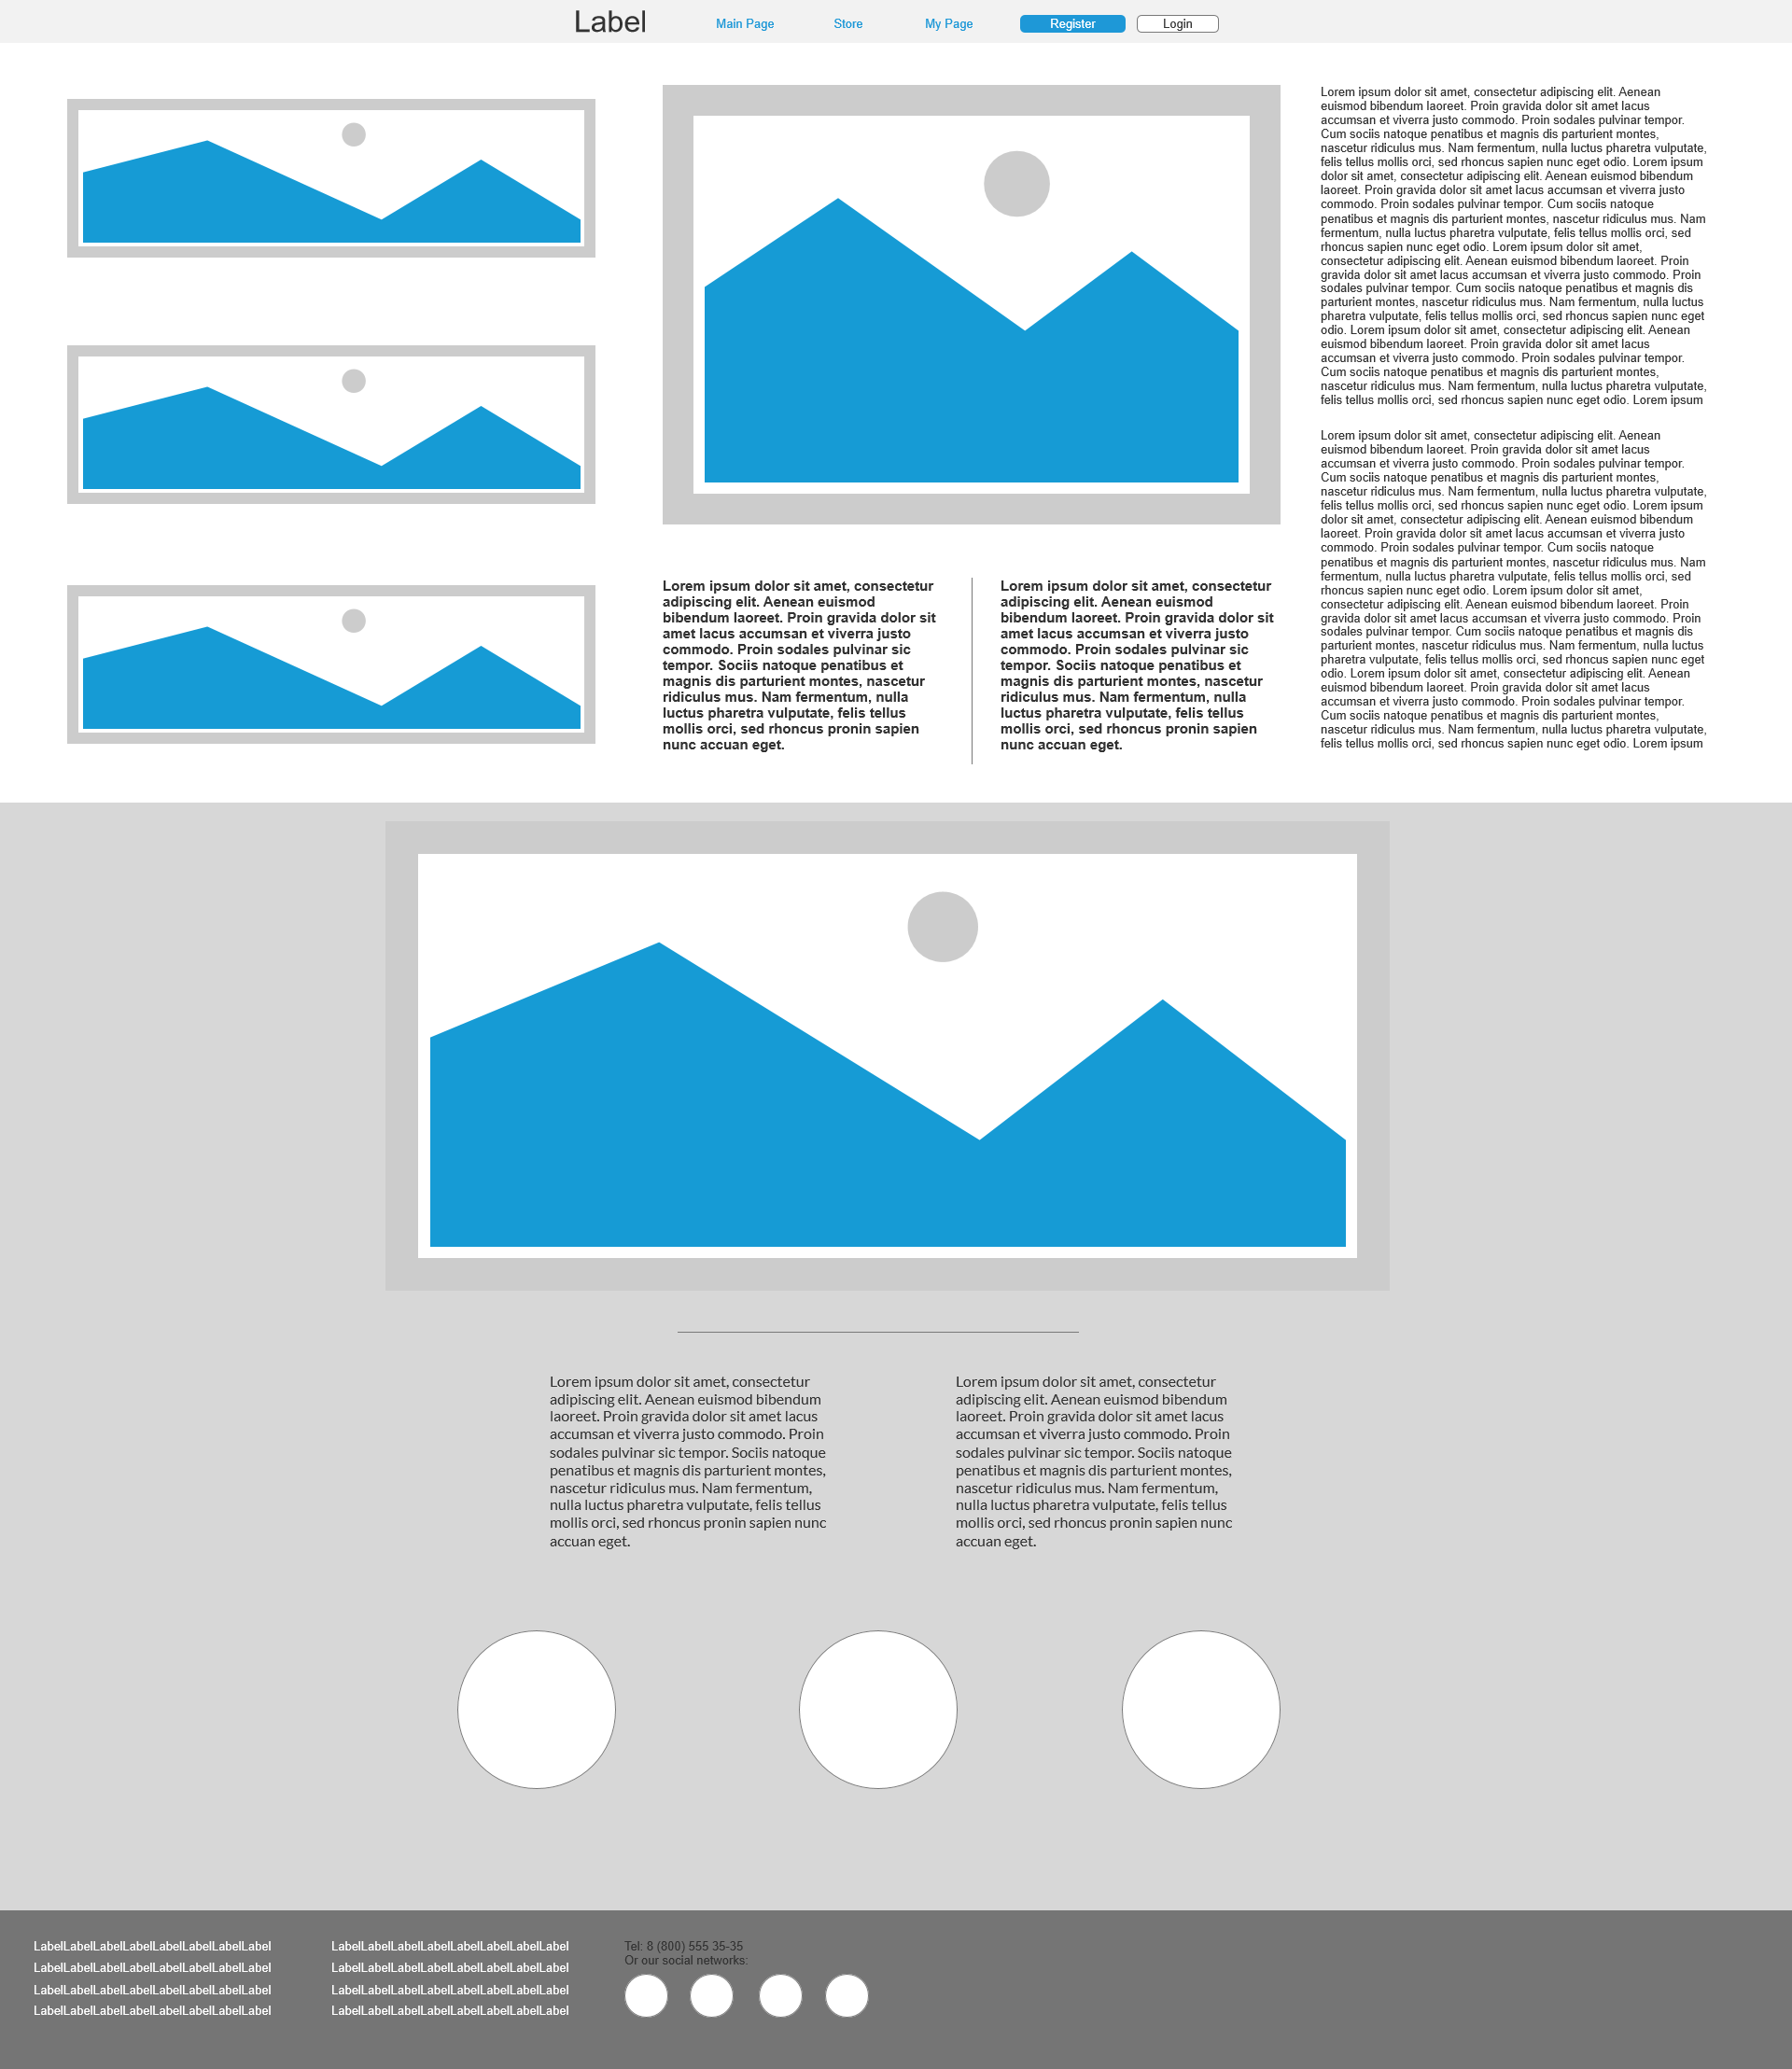 Label
Main Page
Store
My Page
Register
Login
Lorem ipsum dolor sit amet, consectetur
adipiscing elit. Aenean euismod
bibendum laoreet. Proin gravida dolor sit
amet lacus accumsan et viverra justo
commodo. Proin sodales pulvinar sic
tempor. Sociis natoque penatibus et
magnis dis parturient montes, nascetur
ridiculus mus. Nam fermentum, nulla
luctus pharetra vulputate, felis tellus
mollis orci, sed rhoncus pronin sapien
nunc accuan eget.
Lorem ipsum dolor sit amet, consectetur
adipiscing elit. Aenean euismod
bibendum laoreet. Proin gravida dolor sit
amet lacus accumsan et viverra justo
commodo. Proin sodales pulvinar sic
tempor. Sociis natoque penatibus et
magnis dis parturient montes, nascetur
ridiculus mus. Nam fermentum, nulla
luctus pharetra vulputate, felis tellus
mollis orci, sed rhoncus pronin sapien
nunc accuan eget.
Lorem ipsum dolor sit amet, consectetur adipiscing elit. Aenean
euismod bibendum laoreet. Proin gravida dolor sit amet lacus
accumsan et viverra justo commodo. Proin sodales pulvinar tempor.
Cum sociis natoque penatibus et magnis dis parturient montes,
nascetur ridiculus mus. Nam fermentum, nulla luctus pharetra vulputate,
felis tellus mollis orci, sed rhoncus sapien nunc eget odio. Lorem ipsum
dolor sit amet, consectetur adipiscing elit. Aenean euismod bibendum
laoreet. Proin gravida dolor sit amet lacus accumsan et viverra justo
commodo. Proin sodales pulvinar tempor. Cum sociis natoque
penatibus et magnis dis parturient montes, nascetur ridiculus mus. Nam
fermentum, nulla luctus pharetra vulputate, felis tellus mollis orci, sed
rhoncus sapien nunc eget odio. Lorem ipsum dolor sit amet,
consectetur adipiscing elit. Aenean euismod bibendum laoreet. Proin
gravida dolor sit amet lacus accumsan et viverra justo commodo. Proin
sodales pulvinar tempor. Cum sociis natoque penatibus et magnis dis
parturient montes, nascetur ridiculus mus. Nam fermentum, nulla luctus
pharetra vulputate, felis tellus mollis orci, sed rhoncus sapien nunc eget
odio. Lorem ipsum dolor sit amet, consectetur adipiscing elit. Aenean
euismod bibendum laoreet. Proin gravida dolor sit amet lacus
accumsan et viverra justo commodo. Proin sodales pulvinar tempor.
Cum sociis natoque penatibus et magnis dis parturient montes,
nascetur ridiculus mus. Nam fermentum, nulla luctus pharetra vulputate,
felis tellus mollis orci, sed rhoncus sapien nunc eget odio. Lorem ipsum
Lorem ipsum dolor sit amet, consectetur adipiscing elit. Aenean
euismod bibendum laoreet. Proin gravida dolor sit amet lacus
accumsan et viverra justo commodo. Proin sodales pulvinar tempor.
Cum sociis natoque penatibus et magnis dis parturient montes,
nascetur ridiculus mus. Nam fermentum, nulla luctus pharetra vulputate,
felis tellus mollis orci, sed rhoncus sapien nunc eget odio. Lorem ipsum
dolor sit amet, consectetur adipiscing elit. Aenean euismod bibendum
laoreet. Proin gravida dolor sit amet lacus accumsan et viverra justo
commodo. Proin sodales pulvinar tempor. Cum sociis natoque
penatibus et magnis dis parturient montes, nascetur ridiculus mus. Nam
fermentum, nulla luctus pharetra vulputate, felis tellus mollis orci, sed
rhoncus sapien nunc eget odio. Lorem ipsum dolor sit amet,
consectetur adipiscing elit. Aenean euismod bibendum laoreet. Proin
gravida dolor sit amet lacus accumsan et viverra justo commodo. Proin
sodales pulvinar tempor. Cum sociis natoque penatibus et magnis dis
parturient montes, nascetur ridiculus mus. Nam fermentum, nulla luctus
pharetra vulputate, felis tellus mollis orci, sed rhoncus sapien nunc eget
odio. Lorem ipsum dolor sit amet, consectetur adipiscing elit. Aenean
euismod bibendum laoreet. Proin gravida dolor sit amet lacus
accumsan et viverra justo commodo. Proin sodales pulvinar tempor.
Cum sociis natoque penatibus et magnis dis parturient montes,
nascetur ridiculus mus. Nam fermentum, nulla luctus pharetra vulputate,
felis tellus mollis orci, sed rhoncus sapien nunc eget odio. Lorem ipsum
Lorem ipsum dolor sit amet, consectetur
adipiscing elit. Aenean euismod bibendum
laoreet. Proin gravida dolor sit amet lacus
accumsan et viverra justo commodo. Proin
sodales pulvinar sic tempor. Sociis natoque
penatibus et magnis dis parturient montes,
nascetur ridiculus mus. Nam fermentum,
nulla luctus pharetra vulputate, felis tellus
mollis orci, sed rhoncus pronin sapien nunc
accuan eget.
Lorem ipsum dolor sit amet, consectetur
adipiscing elit. Aenean euismod bibendum
laoreet. Proin gravida dolor sit amet lacus
accumsan et viverra justo commodo. Proin
sodales pulvinar sic tempor. Sociis natoque
penatibus et magnis dis parturient montes,
nascetur ridiculus mus. Nam fermentum,
nulla luctus pharetra vulputate, felis tellus
mollis orci, sed rhoncus pronin sapien nunc
accuan eget.
LabelLabelLabelLabelLabelLabelLabelLabel
LabelLabelLabelLabelLabelLabelLabelLabel
LabelLabelLabelLabelLabelLabelLabelLabel
LabelLabelLabelLabelLabelLabelLabelLabel
LabelLabelLabelLabelLabelLabelLabelLabel
LabelLabelLabelLabelLabelLabelLabelLabel
LabelLabelLabelLabelLabelLabelLabelLabel
LabelLabelLabelLabelLabelLabelLabelLabel
Tel: 8 (800) 555 35-35
Or our social networks: